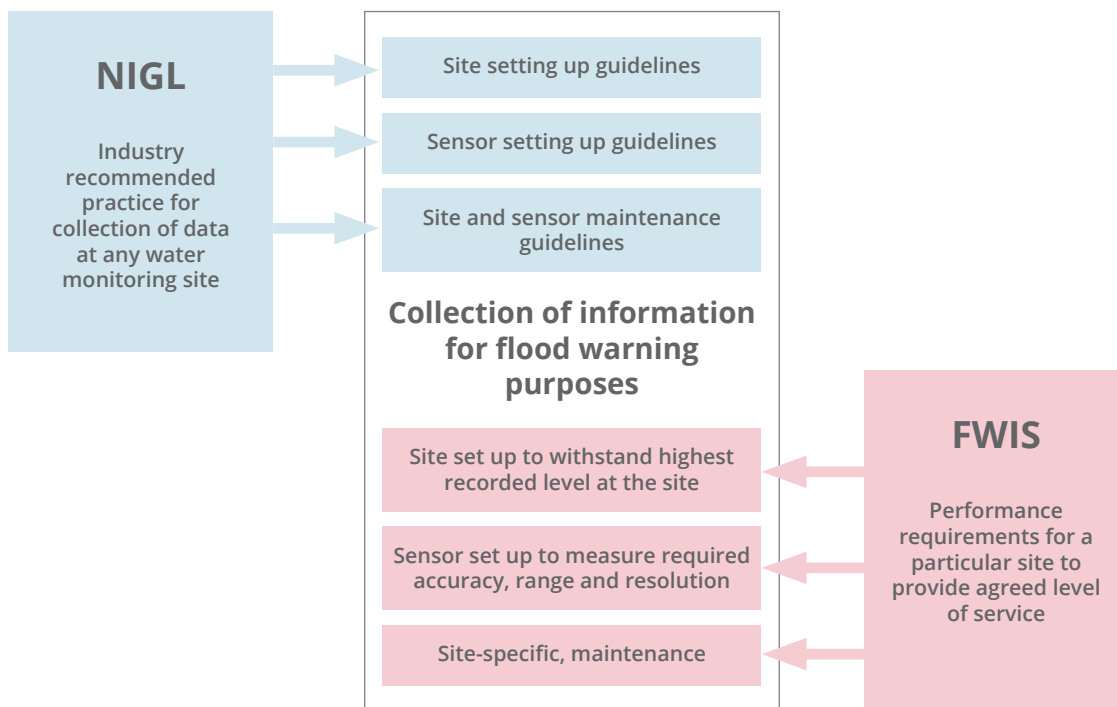 NIGL
Industry
recommended
practice for
collection of data
at any water
monitoring site
Site setting up guidelines
Sensor setting up guidelines
Site and sensor maintenance
guidelines
Collection of information
for flood warning
purposes
Site set up to withstand highest
recorded level at the site
Sensor set up to measure required
accuracy, range and resolution
Site-specific, maintenance
FWIS
Performance
requirements for a
particular site to
provide agreed level
of service